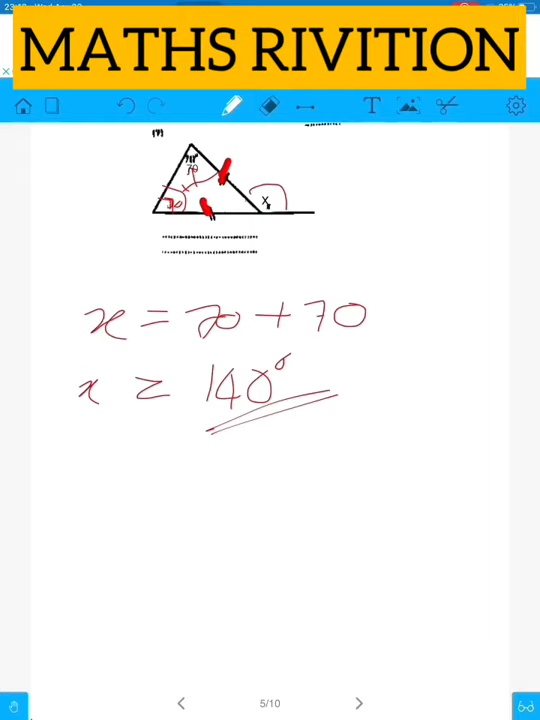 MATHS RIVITION
70
70
x
x = 70 + 70
x = 140°
5/10